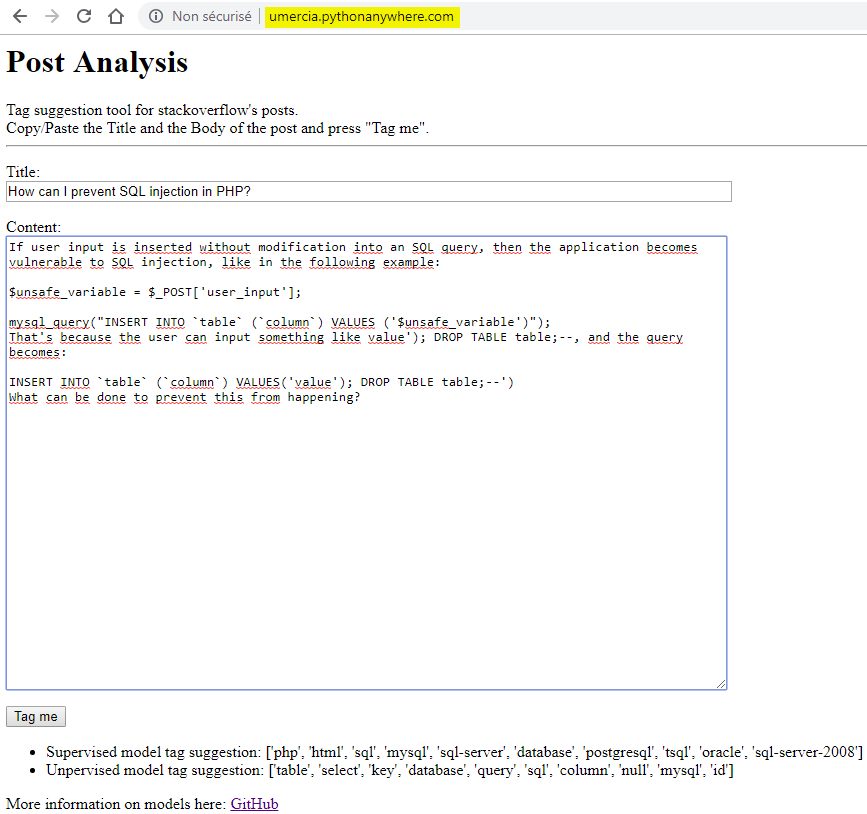 Non sécurisé | umercia.pythonanywhere.com
Post Analysis
Tag suggestion tool for stackoverflow's posts.
Copy/Paste the Title and the Body of the post and press "Tag me".
Title:
How can I prevent SQL injection in PHP?
Content:
If user input is inserted without modification into an SQL query, then the application becomes
vulnerable to SQL injection, like in the following example:
$unsafe_variable = $_POST['user_input'];
mysql_query("INSERT INTO `table` (`column`) VALUES ('$unsafe_variable')");
That's because the user can input something like value'); DROP TABLE table;--, and the query
becomes:
INSERT INTO `table` (`column`) VALUES('value'); DROP TABLE table;--')
What can be done to prevent this from happening?
Tag me
• Supervised model tag suggestion: ['php', 'html', 'sql', 'mysql', 'sql-server', 'database', 'postgresql', 'tsql', 'oracle', 'sql-server-2008']
• Unpervised model tag suggestion: ['table', 'select', 'key', 'database', 'query', 'sql', 'column', 'null', 'mysql', 'id']
More information on models here: GitHub